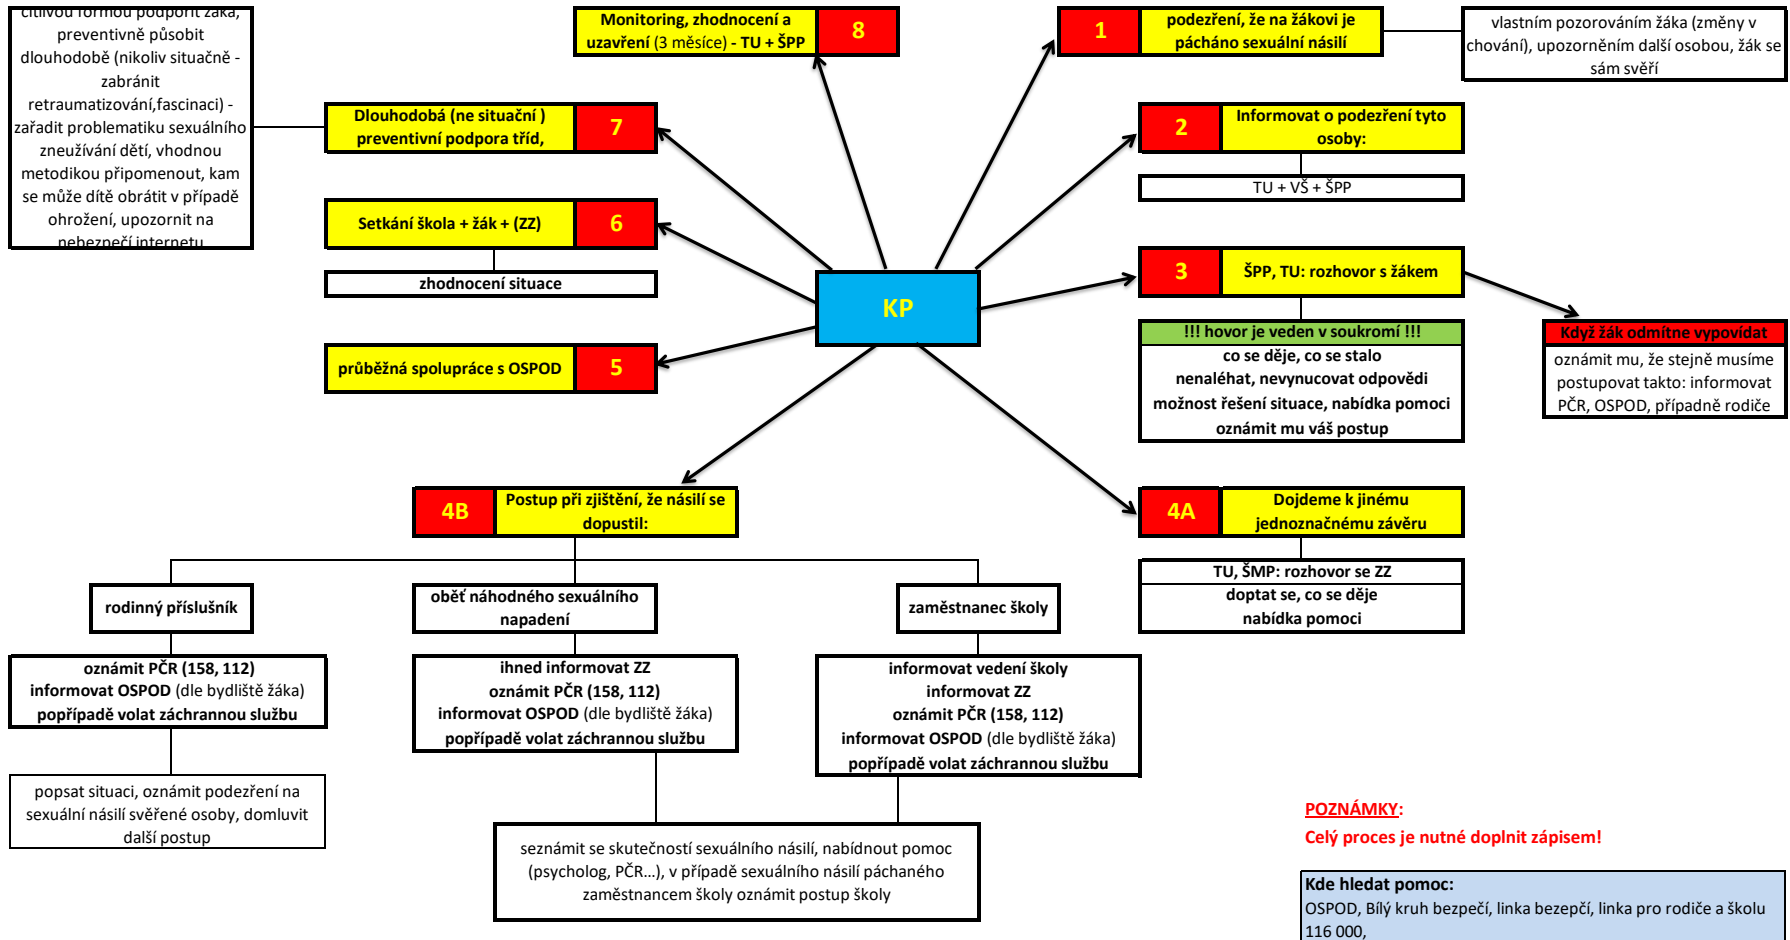 citlivou formou podpořit žáka,
preventivně působit
dlouhodobě (nikoliv situačně -
zabránit
retraumatizování,fascinaci) -
zařadit problematiku sexuálního
zneužívání dětí, vhodnou
metodikou připomenout, kam
se může dítě obrátit v případě
ohrožení, upozornit na
nebezpečí internetu
Monitoring, zhodnocení a
uzavření (3 měsíce) - TU + ŠPP
8
1
podezření, že na žákovi je
pácháno sexuální násilí
vlastním pozorováním žáka (změny v
chování), upozorněním další osobou, žák se
sám svěří
Dlouhodobá (ne situační )
preventivní podpora tříd,
7
2
Informovat o podezření tyto
osoby:
TU + VŠ + ŠPP
Setkání škola + žák + (ZZ)
6
zhodnocení situace
3
ŠPP, TU: rozhovor s žákem
!!! hovor je veden v soukromí !!!
co se děje, co se stalo
nenaléhat, nevynucovat odpovědi
možnost řešení situace, nabídka pomoci
oznámit mu váš postup
Když žák odmítne vypovídat
oznámit mu, že stejně musíme
postupovat takto: informovat
PČR, OSPOD, případně rodiče
KP
průběžná spolupráce s OSPOD
5
4B
Postup při zjištění, že násilí se
dopustil:
4A
Dojdeme k jinému
jednoznačnému závěru
TU, ŠMP: rozhovor se ZZ
doptat se, co se děje
nabídka pomoci
rodinný příslušník
oběť náhodného sexuálního
napadení
zaměstnanec školy
oznámit PČR (158, 112)
informovat OSPOD (dle bydliště žáka)
popřípadě volat záchrannou službu
ihned informovat ZZ
oznámit PČR (158, 112)
informovat OSPOD (dle bydliště žáka)
popřípadě volat záchrannou službu
informovat vedení školy
informovat ZZ
oznámit PČR (158, 112)
informovat OSPOD (dle bydliště žáka)
popřípadě volat záchrannou službu
popsat situaci, oznámit podezření na
sexuální násilí svěřené osoby, domluvit
další postup
seznámit se skutečností sexuálního násilí, nabídnout pomoc
(psycholog, PČR...), v případě sexuálního násilí páchaného
zaměstnancem školy oznámit postup školy
POZNÁMKY:
Celý proces je nutné doplnit zápisem!
Kde hledat pomoc:
OSPOD, Bílý kruh bezpečí, linka bezepčí, linka pro rodiče a školu
116 000,